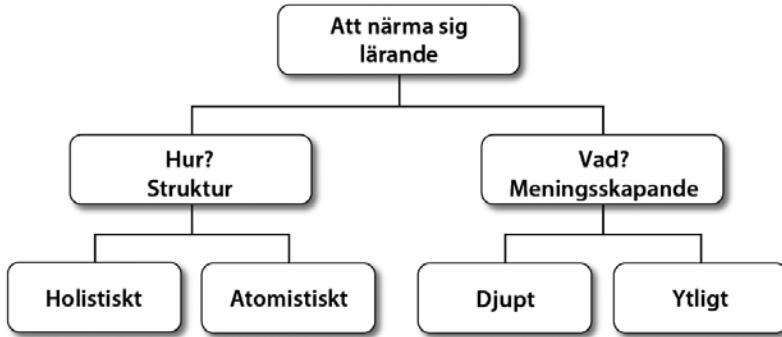 Att närma sig
lärande
Hur?
Struktur
Vad?
Meningsskapande
Holistiskt
Atomistiskt
Djupt
Ytligt